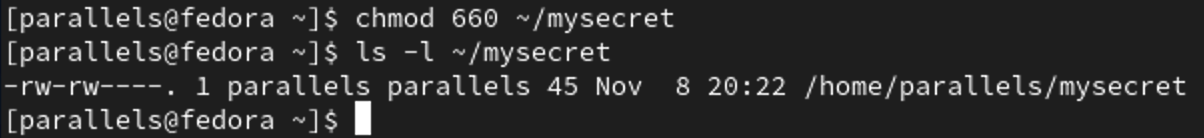 [parallels@fedora ~]$ chmod 660 ~/mysecret
[parallels@fedora ~]$ ls -l ~/mysecret
-rw-rw----. 1 parallels parallels 45 Nov  8 20:22 /home/parallels/mysecret
[parallels@fedora ~]$